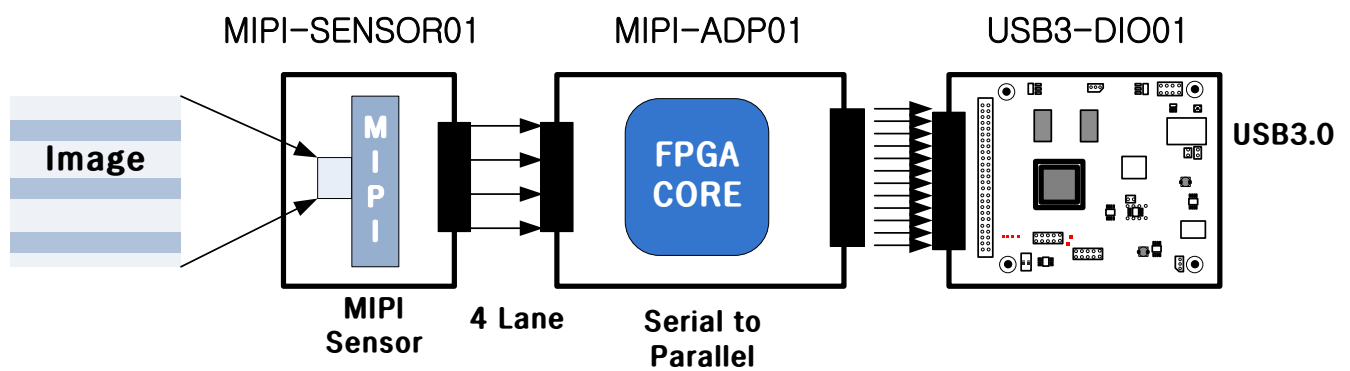 MIPI-SENSOR01
MIPI-ADP01
USB3-DIO01
Image
M
I
P
I
FPGA
CORE
USB3.0
MIPI
Sensor
4 Lane
Serial to
Parallel